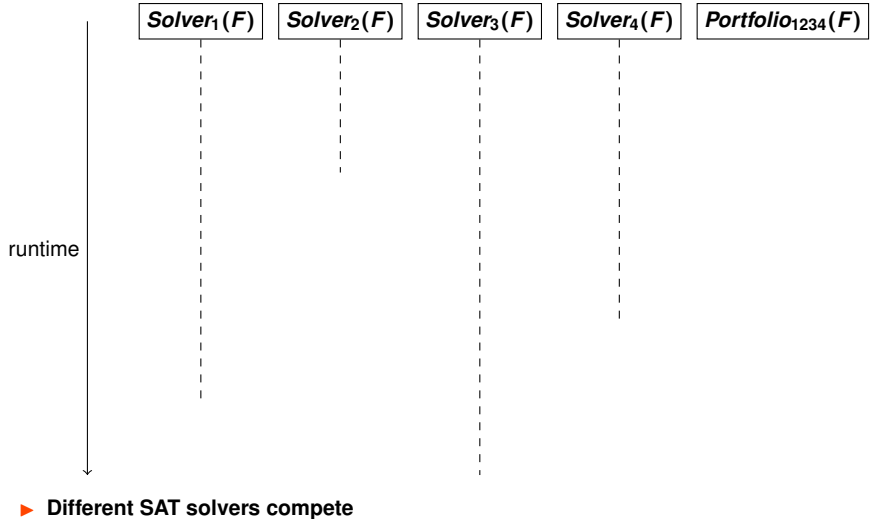 Solver₁(F) Solver₂(F) Solver₃(F) Solver₄(F) Portfolio₁₂₃₄(F)
runtime
► Different SAT solvers compete